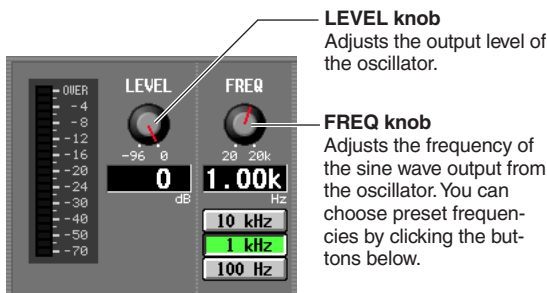 LEVEL knob
Adjusts the output level of
the oscillator.
FREQ knob
Adjusts the frequency of
the sine wave output from
the oscillator. You can
choose preset frequen-
cies by clicking the but-
tons below.
OVER
-4
-8
-12
-16
-20
-24
-30
-40
-50
-70
LEVEL
-96 0
0
dB
FREQ
20 20k
1.00k
Hz
10 kHz
1 kHz
100 Hz